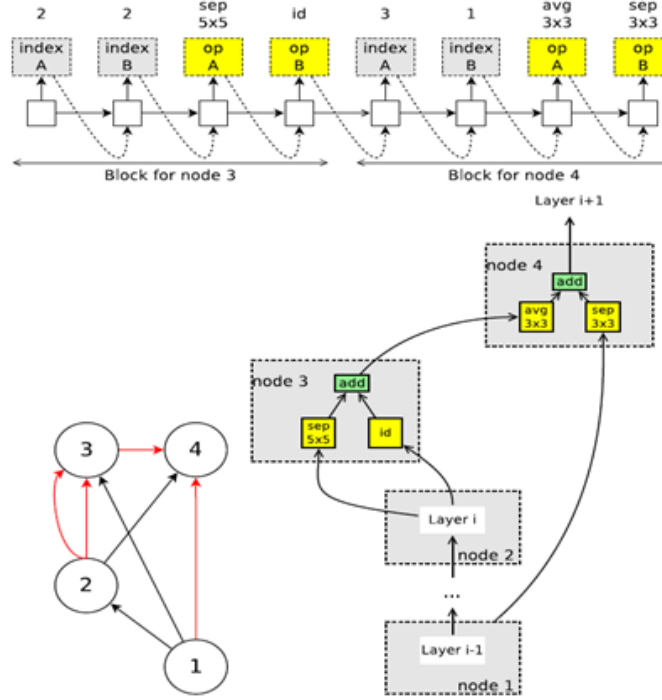 2 2 sep 5x5 id 3 1 avg 3x3 sep 3x3
index A index B op A op B index A index B op A op B
Block for node 3 Block for node 4
Layer i+1
node 4
add
avg 3x3 sep 3x3
node 3
add
sep 5x5 id
3 4
2
1
Layer i
node 2
...
Layer i-1
node 1